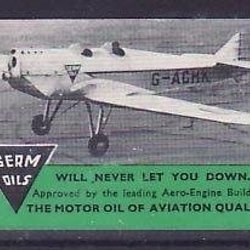 G-ACHK
GERM
OILS
WILL NEVER LET YOU DOWN.
Approved by the leading Aero-Engine Build
THE MOTOR OIL OF AVIATION QUAL